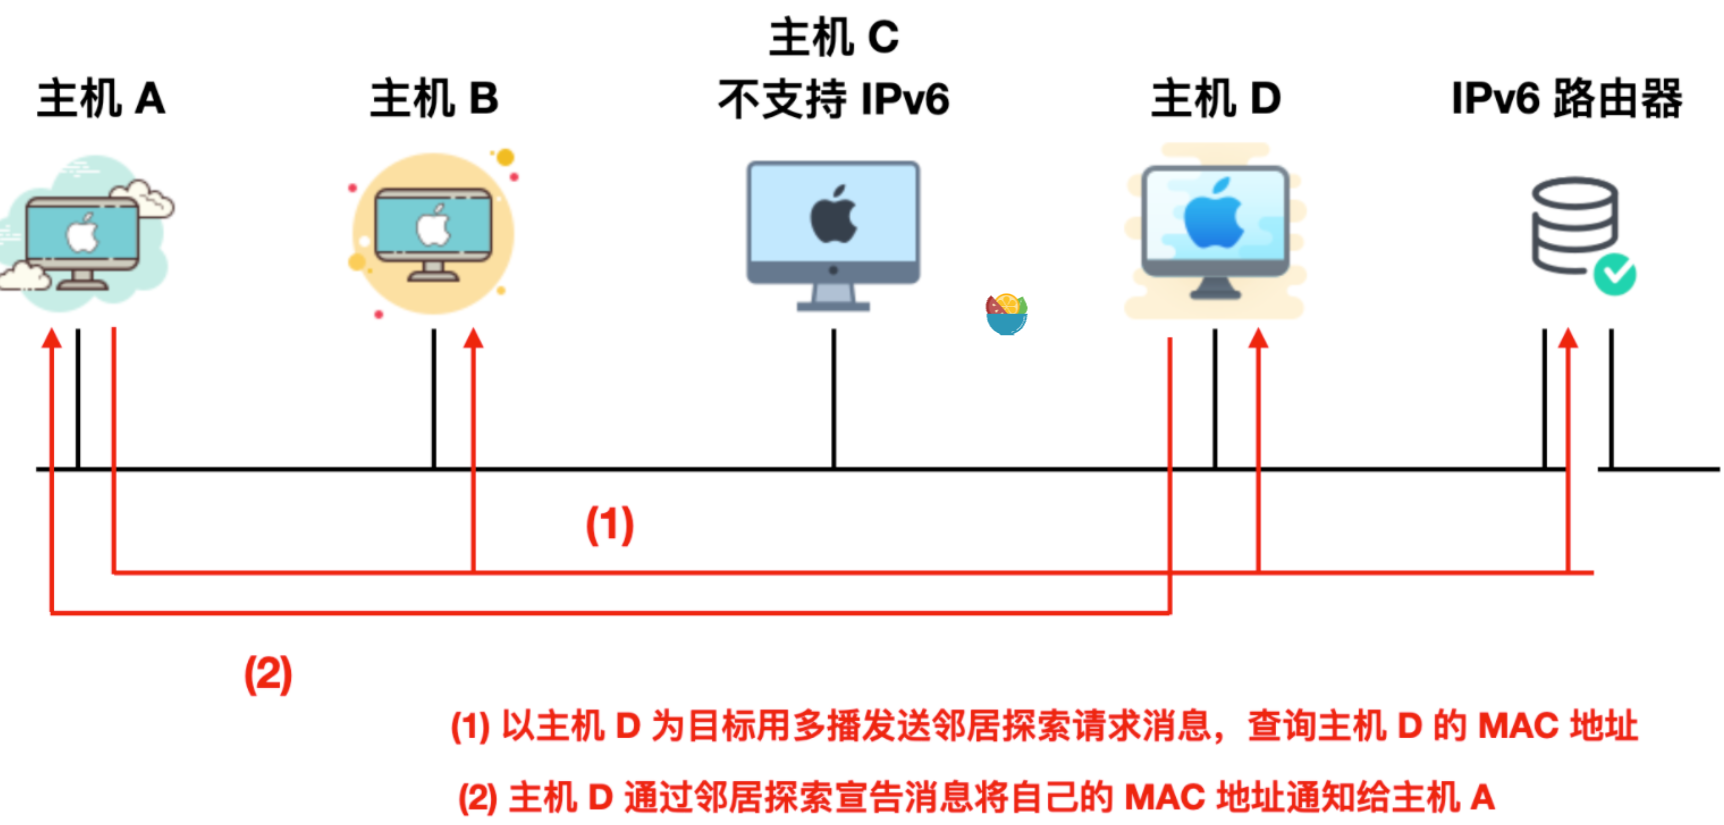 主机 C
主机 A
主机 B
不支持 IPv6
主机 D
IPv6 路由器
(1)
(2)
(1) 以主机 D 为目标用多播发送邻居探索请求消息，查询主机 D 的 MAC 地址
(2) 主机 D 通过邻居探索宣告消息将自己的 MAC 地址通知给主机 A